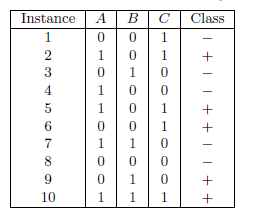 Instance A B C Class
1 0 0 1 −
2 1 0 1 +
3 0 1 0 −
4 1 0 0 −
5 1 0 1 +
6 0 0 1 +
7 1 1 0 −
8 0 0 0 −
9 0 1 0 +
10 1 1 1 +